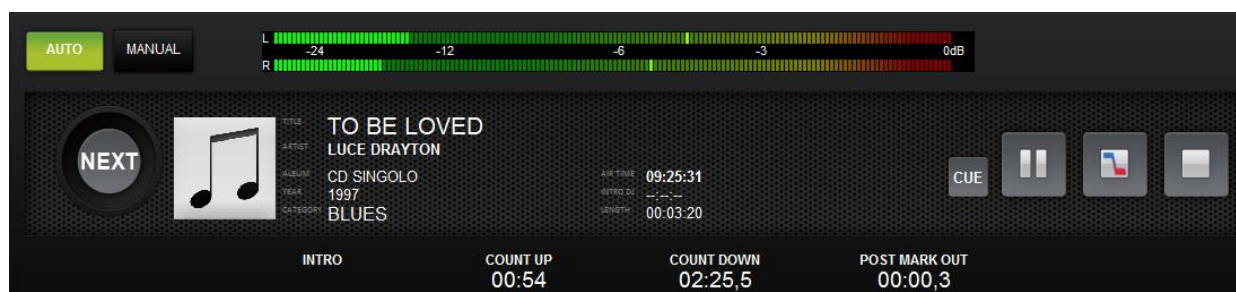 AUTO MANUAL
L
-24 -12 -6 -3 0dB
R
NEXT
TITLE TO BE LOVED
ARTIST LUCE DRAYTON
ALBUM CD SINGOLO
YEAR 1997
CATEGORY BLUES
AIR TIME 09:25:31
INTRO DJ --:--:--
LENGTH 00:03:20
CUE
INTRO
COUNT UP
00:54
COUNT DOWN
02:25,5
POST MARK OUT
00:00,3